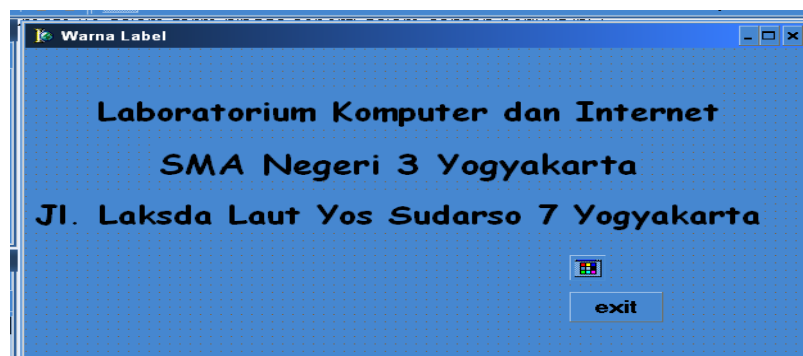 Warna Label
Laboratorium Komputer dan Internet
SMA Negeri 3 Yogyakarta
Jl. Laksda Laut Yos Sudarso 7 Yogyakarta
exit